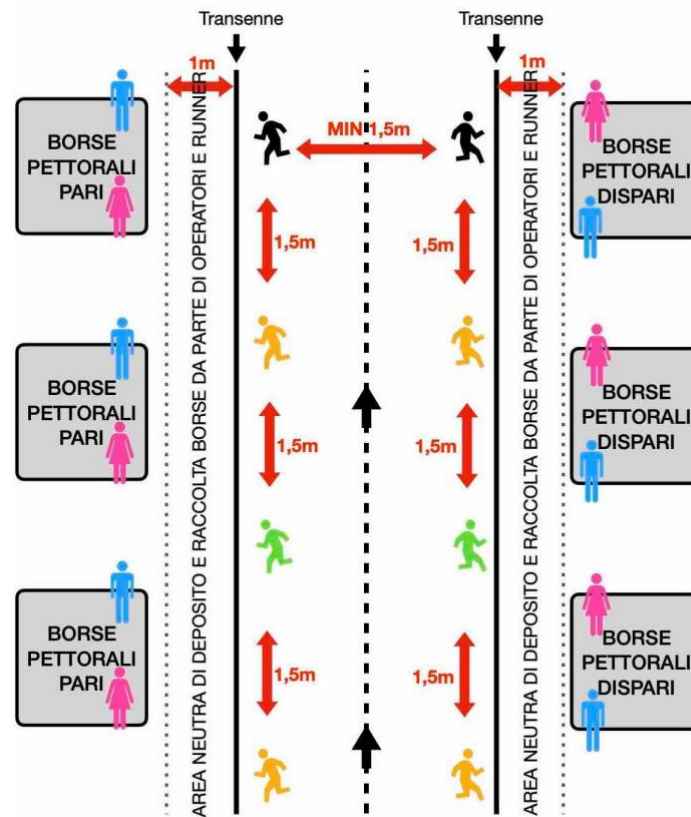 Transenne
Transenne
1m
1m
MIN 1,5m
BORSE
PETTORALI
PARI
BORSE
PETTORALI
DISPARI
1,5m
1,5m
BORSE
PETTORALI
PARI
BORSE
PETTORALI
DISPARI
1,5m
1,5m
BORSE
PETTORALI
PARI
BORSE
PETTORALI
DISPARI
1,5m
1,5m
AREA NEUTRA DI DEPOSITO E RACCOLTA BORSE DA PARTE DI OPERATORI E RUNNER
AREA NEUTRA DI DEPOSITO E RACCOLTA BORSE DA PARTE DI OPERATORI E RUNNER